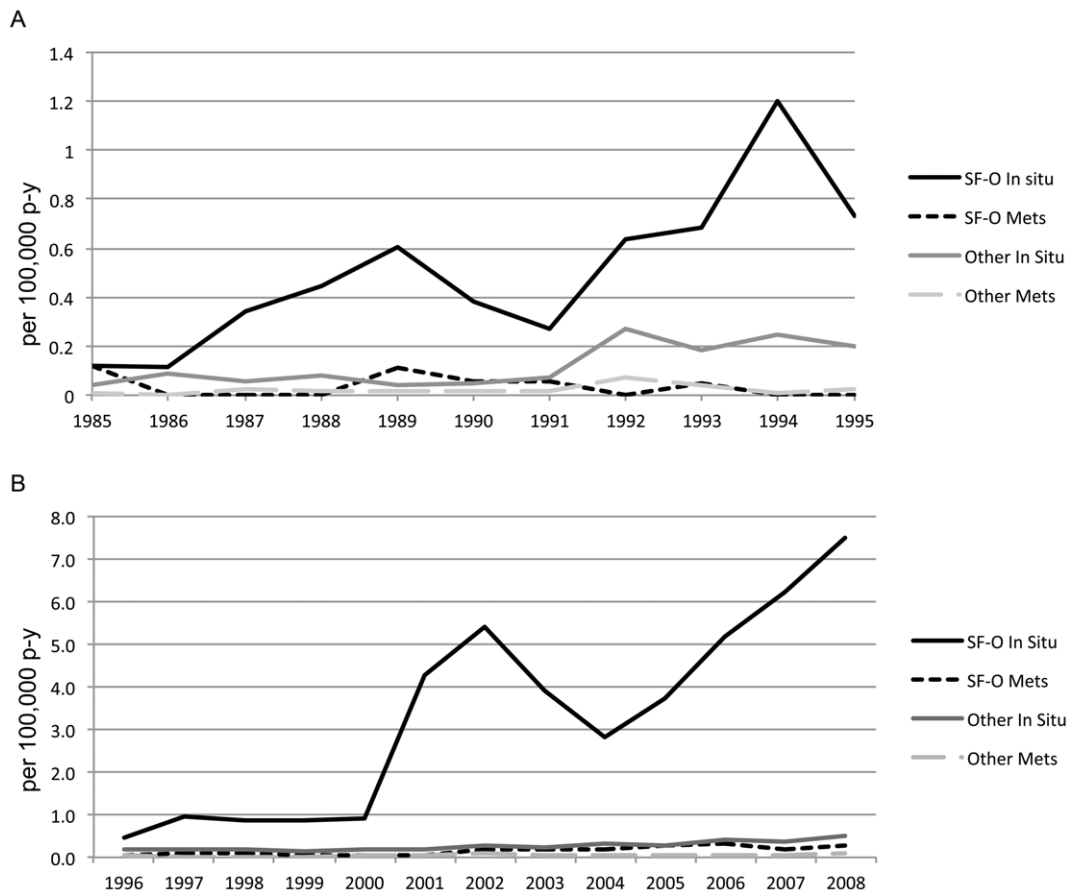 A
1.4
1.2
1
0.8
0.6
0.4
0.2
0
per 100,000 p-y
1985 1986 1987 1988 1989 1990 1991 1992 1993 1994 1995
SF-O In situ
SF-O Mets
Other In Situ
Other Mets
B
8.0
7.0
6.0
5.0
4.0
3.0
2.0
1.0
0.0
per 100,000 p-y
1996 1997 1998 1999 2000 2001 2002 2003 2004 2005 2006 2007 2008
SF-O In Situ
SF-O Mets
Other In Situ
Other Mets